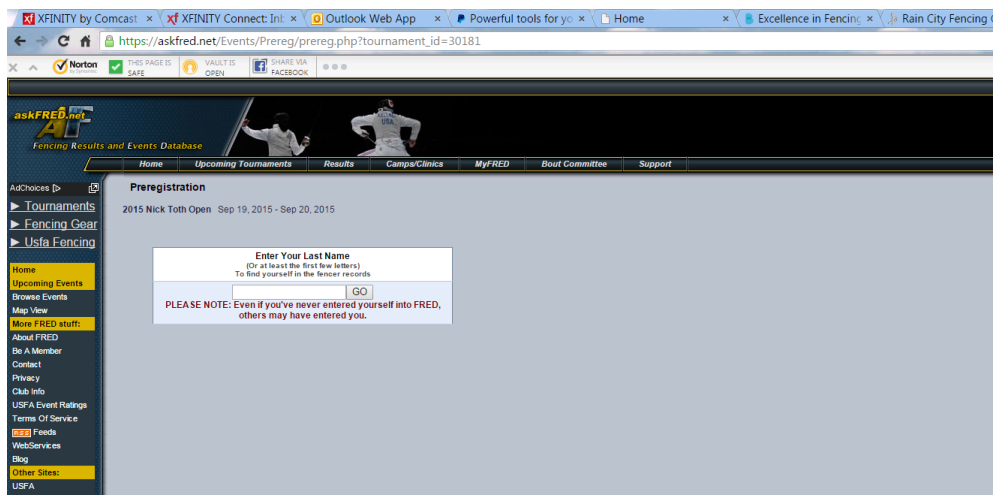 XFINITY by Comcast × XFINITY Connect: Inb × Outlook Web App × Powerful tools for yo × Home × Excellence in Fencing × Rain City Fencing
https://askfred.net/Events/Prereg/prereg.php?tournament_id=30181
Norton
by Symantec
THIS PAGE IS
SAFE
VAULT IS
OPEN
SHARE VIA
FACEBOOK
askFRED.net
Fencing Results and Events Database
Home Upcoming Tournaments Results Camps/Clinics MyFRED Bout Committee Support
AdChoices
Tournaments
Fencing Gear
Usfa Fencing
Home
Upcoming Events
Browse Events
Map View
More FRED stuff:
About FRED
Be A Member
Contact
Privacy
Club Info
USFA Event Ratings
Terms Of Service
RSS Feeds
WebServices
Blog
Other Sites:
USFA
Preregistration
2015 Nick Toth Open Sep 19, 2015 - Sep 20, 2015
Enter Your Last Name
(Or at least the first few letters)
To find yourself in the fencer records
GO
PLEASE NOTE: Even if you've never entered yourself into FRED,
others may have entered you.